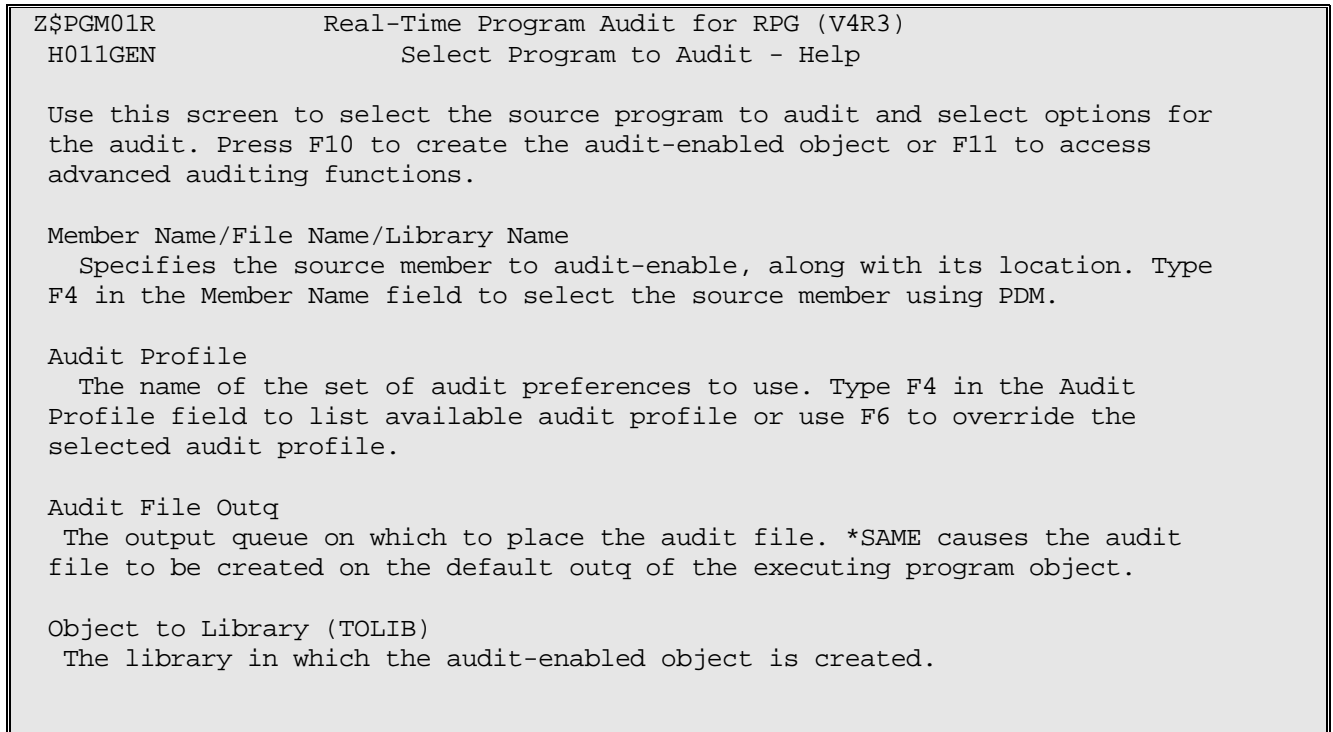 Z$PGM01R Real-Time Program Audit for RPG (V4R3)
H011GEN Select Program to Audit - Help
Use this screen to select the source program to audit and select options for
the audit. Press F10 to create the audit-enabled object or F11 to access
advanced auditing functions.
Member Name/File Name/Library Name
Specifies the source member to audit-enable, along with its location. Type
F4 in the Member Name field to select the source member using PDM.
Audit Profile
The name of the set of audit preferences to use. Type F4 in the Audit
Profile field to list available audit profile or use F6 to override the
selected audit profile.
Audit File Outq
The output queue on which to place the audit file. *SAME causes the audit
file to be created on the default outq of the executing program object.
Object to Library (TOLIB)
The library in which the audit-enabled object is created.